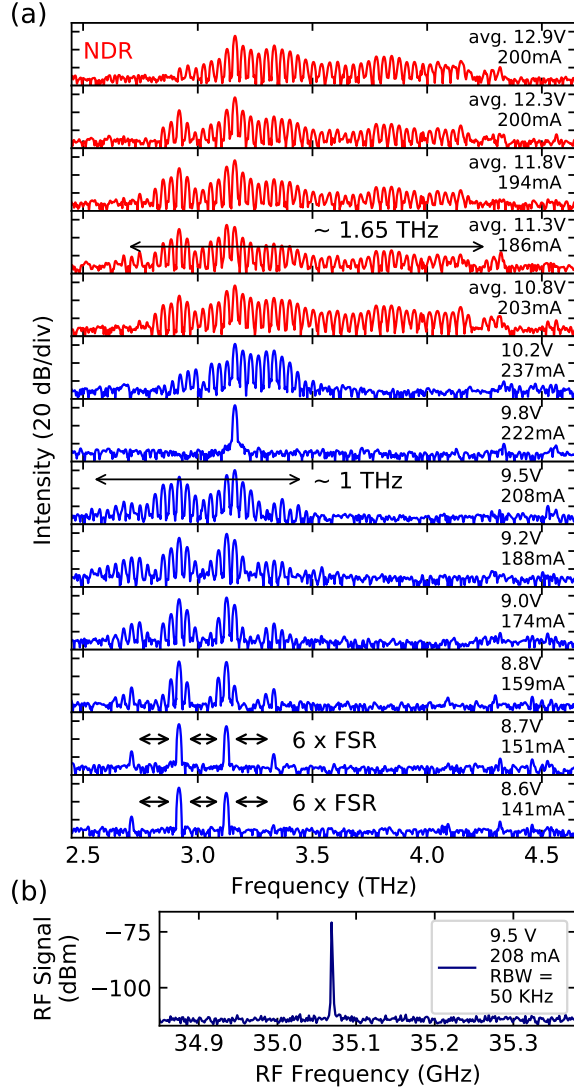 (a)
NDR
avg. 12.9V
200mA
avg. 12.3V
200mA
avg. 11.8V
194mA
~ 1.65 THz
avg. 11.3V
186mA
avg. 10.8V
203mA
10.2V
237mA
9.8V
222mA
~ 1 THz
9.5V
208mA
9.2V
188mA
9.0V
174mA
8.8V
159mA
6 x FSR
8.7V
151mA
6 x FSR
8.6V
141mA
Intensity (20 dB/div)
2.5 3.0 3.5 4.0 4.5
Frequency (THz)
(b)
RF Signal
(dBm)
−75
−100
9.5 V
208 mA
RBW =
50 KHz
34.9 35.0 35.1 35.2 35.3
RF Frequency (GHz)